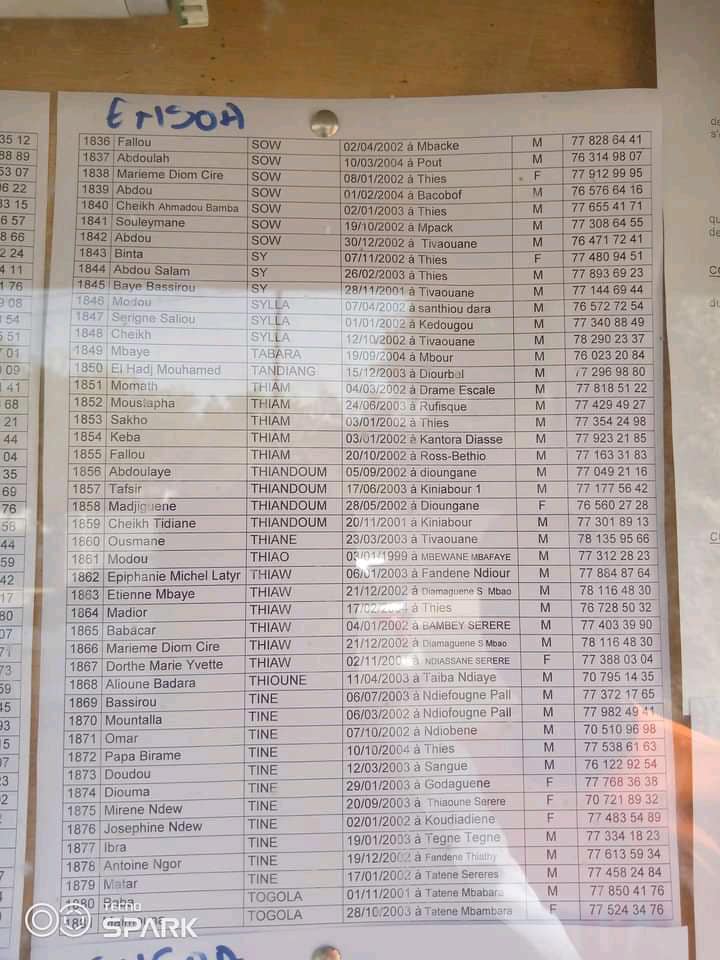 ETISOA
1836 Fallou SOW 02/04/2002 à Mbacke M 77 828 64 41
1837 Abdoulah SOW 10/03/2004 à Pout M 76 314 98 07
1838 Marieme Diom Cire SOW 08/01/2002 à Thies F 77 912 99 95
1839 Abdou SOW 01/02/2004 à Bacobof M 76 576 64 16
1840 Cheikh Ahmadou Bamba SOW 02/01/2003 à Thies M 77 655 41 71
1841 Souleymane SOW 19/10/2002 à Mpack M 77 308 64 55
1842 Abdou SOW 30/12/2002 à Tivaouane M 76 471 72 41
1843 Binta SY 07/11/2002 à Thies F 77 480 94 51
1844 Abdou Salam SY 26/02/2003 à Thies M 77 893 69 23
1845 Baye Bassirou SY 28/11/2001 à Tivaouane M 77 144 69 44
1846 Modou SYLLA 07/04/2002 à santhiou dara M 76 572 72 54
1847 Serigne Saliou SYLLA 01/01/2002 à Kedougou M 77 340 88 49
1848 Cheikh SYLLA 12/10/2002 à Tivaouane M 78 290 23 37
1849 Mbaye TABARA 19/09/2004 à Mbour M 76 023 20 84
1850 El Hadj Mouhamed TANDIANG 15/12/2003 à Diourbel M 77 296 98 80
1851 Momath THIAM 04/03/2002 à Drame Escale M 77 818 51 22
1852 Moustapha THIAM 24/06/2003 à Rufisque M 77 429 49 27
1853 Sakho THIAM 03/01/2002 à Thies M 77 354 24 98
1854 Keba THIAM 03/01/2002 à Kantora Diasse M 77 923 21 85
1855 Fallou THIAM 20/10/2002 à Ross-Bethio M 77 163 31 83
1856 Abdoulaye THIANDOUM 05/09/2002 à dioungane M 77 049 21 16
1857 Tafsir THIANDOUM 17/06/2003 à Kiniabour 1 M 77 177 56 42
1858 Madjiguene THIANDOUM 28/05/2002 à Dioungane F 76 560 27 28
1859 Cheikh Tidiane THIANDOUM 20/11/2001 à Kiniabour M 77 301 89 13
1860 Ousmane THIANE 23/03/2003 à Tivaouane M 78 135 95 66
1861 Modou THIAO 03/01/1999 à MBEWANE MBAFAYE M 77 312 28 23
1862 Epiphanie Michel Latyr THIAW 06/01/2003 à Fandene Ndiour M 77 884 87 64
1863 Etienne Mbaye THIAW 21/12/2002 à Diamaguene S Mbao M 78 116 48 30
1864 Madior THIAW 17/02/2004 à Thies M 76 728 50 32
1865 Babacar THIAW 04/01/2002 à BAMBEY SERERE M 77 403 39 90
1866 Marieme Diom Cire THIAW 21/12/2002 à Diamaguene S Mbao M 78 116 48 30
1867 Dorthe Marie Yvette THIAW 02/11/200 à NDIASSANE SERERE F 77 388 03 04
1868 Alioune Badara THIOUNE 11/04/2003 à Taiba Ndiaye M 70 795 14 35
1869 Bassirou TINE 06/07/2003 à Ndiefougne Pall M 77 372 17 65
1870 Mountalla TINE 06/03/2002 à Ndiofougne Pall M 77 982 49 41
1871 Omar TINE 07/10/2002 à Ndiobene M 70 510 96 98
1872 Papa Birame TINE 10/10/2004 à Thies M 77 538 61 63
1873 Doudou TINE 12/03/2003 à Sangue M 76 122 92 54
1874 Diouma TINE 29/01/2003 à Godaguene F 77 768 36 38
1875 Mirene Ndew TINE 20/09/2003 à Thiaoune Serere F 70 721 89 32
1876 Josephine Ndew TINE 02/01/2002 à Koudiadiene F 77 483 54 89
1877 Ibra TINE 19/01/2003 à Tegne Tegne M 77 334 18 23
1878 Antoine Ngor TINE 19/12/2002 à Fandene Thiathy M 77 613 59 34
1879 Matar TINE 17/01/2002 à Tatene Sereres M 77 458 24 84
1880 Baba TOGOLA 01/11/2001 à Tatene Mbabara M 77 850 41 76
TOGOLA 28/10/2003 à Tatene Mbambara F 77 524 34 76
TECNO
SPARK